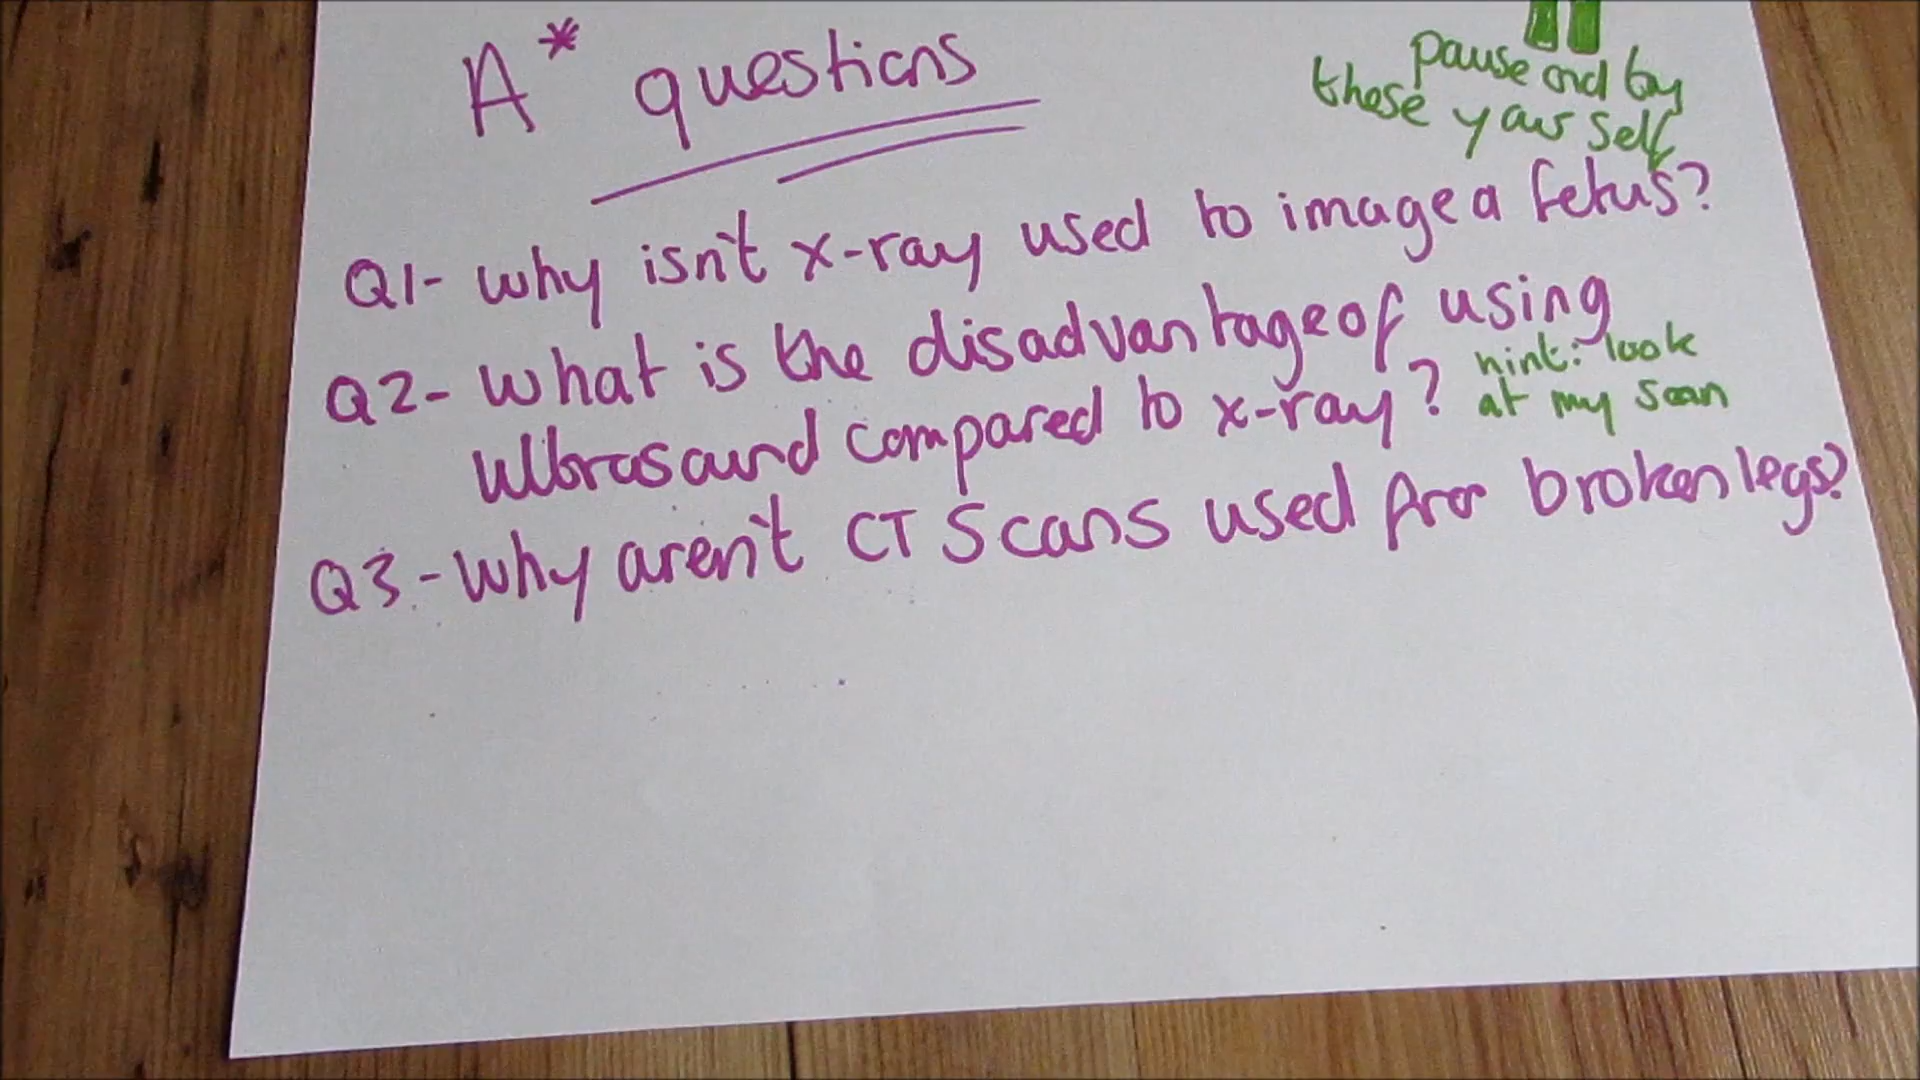 A* questions
pause and try
these yourself
Q1- why isn't x-ray used to image a fetus?
Q2- what is the disadvantage of using
ultrasound compared to x-ray?
hint: look
at my scan
Q3- why aren't CT scans used for broken legs?